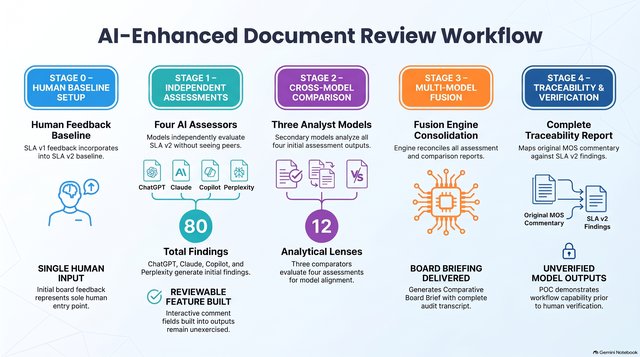 AI-Enhanced Document Review Workflow
STAGE 0 –
HUMAN BASELINE
SETUP
Human Feedback
Baseline
SLA v1 feedback incorporates
into SLA v2 baseline.
SINGLE HUMAN
INPUT
Initial board feedback
represents sole human
entry point.
STAGE 1 –
INDEPENDENT
ASSESSMENTS
Four AI Assessors
Models independently evaluate
SLA v2 without seeing peers.
AI
ChatGPT
Claude
Copilot
Perplexity
80
Total Findings
ChatGPT, Claude, Copilot, and
Perplexity generate initial findings.
REVIEWABLE
FEATURE BUILT
Interactive comment
fields built into outputs
remain unexercised.
STAGE 2 –
CROSS-MODEL
COMPARISON
Three Analyst Models
Secondary models analyze all
four initial assessment outputs.
VS
12
Analytical Lenses
Three comparators
evaluate four assessments
for model alignment.
STAGE 3 –
MULTI-MODEL
FUSION
Fusion Engine
Consolidation
Engine reconciles all assessment
and comparison reports.
BOARD BRIEFING
DELIVERED
Generates Comparative
Board Brief with complete
audit transcript.
STAGE 4 –
TRACEABILITY &
VERIFICATION
Complete
Traceability Report
Maps original MOS commentary
against SLA v2 findings.
Original MOS
Commentary
SLA v2
Findings
UNVERIFIED
MODEL OUTPUTS
POC demonstrates
workflow capability prior
to human verification.
Gemini Notebook